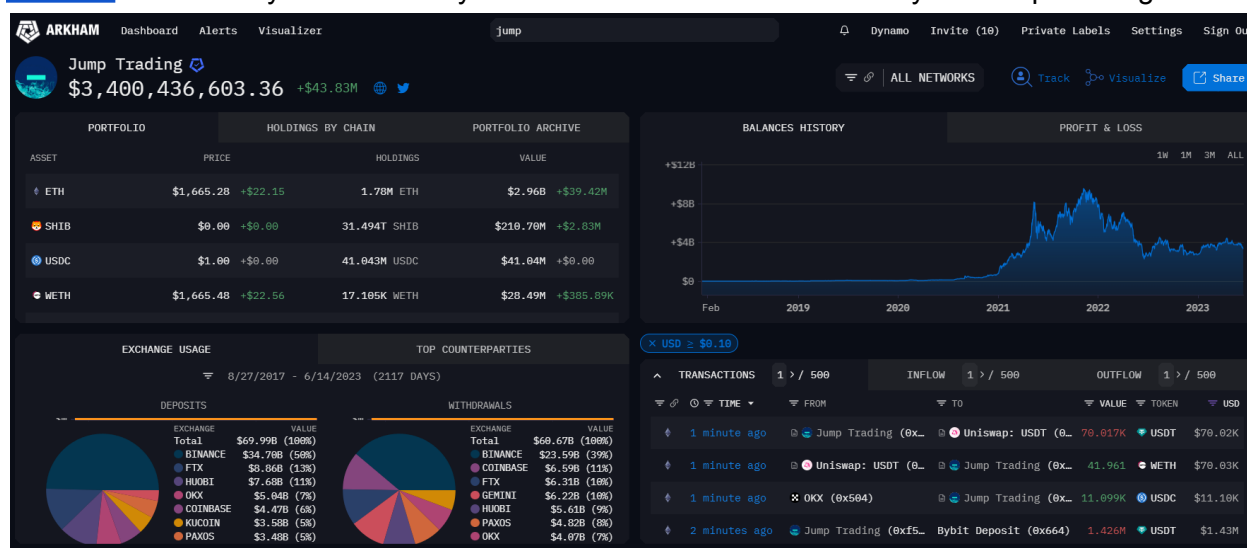 ARKHAM Dashboard Alerts Visualizer jump Dynamo Invite (10) Private Labels Settings Sign Ou
Jump Trading
$3,400,436,603.36 +$43.83M ALL NETWORKS Track Visualize Share
PORTFOLIO HOLDINGS BY CHAIN PORTFOLIO ARCHIVE
ASSET PRICE HOLDINGS VALUE
ETH $1,665.28 +$22.15 1.78M ETH $2.96B +$39.42M
SHIB $0.00 +$0.00 31.494T SHIB $210.70M +$2.83M
USDC $1.00 +$0.00 41.043M USDC $41.04M +$0.00
WETH $1,665.48 +$22.56 17.105K WETH $28.49M +$385.89K
BALANCES HISTORY PROFIT & LOSS
1W 1M 3M ALL
+$12B
+$8B
+$4B
$0
Feb 2019 2020 2021 2022 2023
EXCHANGE USAGE TOP COUNTERPARTIES
8/27/2017 - 6/14/2023 (2117 DAYS)
DEPOSITS
EXCHANGE VALUE
Total $69.99B (100%)
BINANCE $34.70B (50%)
FTX $8.86B (13%)
HUOBI $7.68B (11%)
OKX $5.04B (7%)
COINBASE $4.47B (6%)
KUCOIN $3.58B (5%)
PAXOS $3.48B (5%)
WITHDRAWALS
EXCHANGE VALUE
Total $60.67B (100%)
BINANCE $23.59B (39%)
COINBASE $6.59B (11%)
FTX $6.31B (10%)
GEMINI $6.22B (10%)
HUOBI $5.61B (9%)
PAXOS $4.82B (8%)
OKX $4.07B (7%)
× USD ≥ $0.10
TRANSACTIONS 1 > / 500 INFLOW 1 > / 500 OUTFLOW 1 > / 500
TIME FROM TO VALUE TOKEN USD
1 minute ago Jump Trading (0x… Uniswap: USDT (0… 70.017K USDT $70.02K
1 minute ago Uniswap: USDT (0… Jump Trading (0x… 41.961 WETH $70.03K
1 minute ago OKX (0x504) Jump Trading (0x… 11.099K USDC $11.10K
2 minutes ago Jump Trading (0xf5… Bybit Deposit (0x664) 1.426M USDT $1.43M